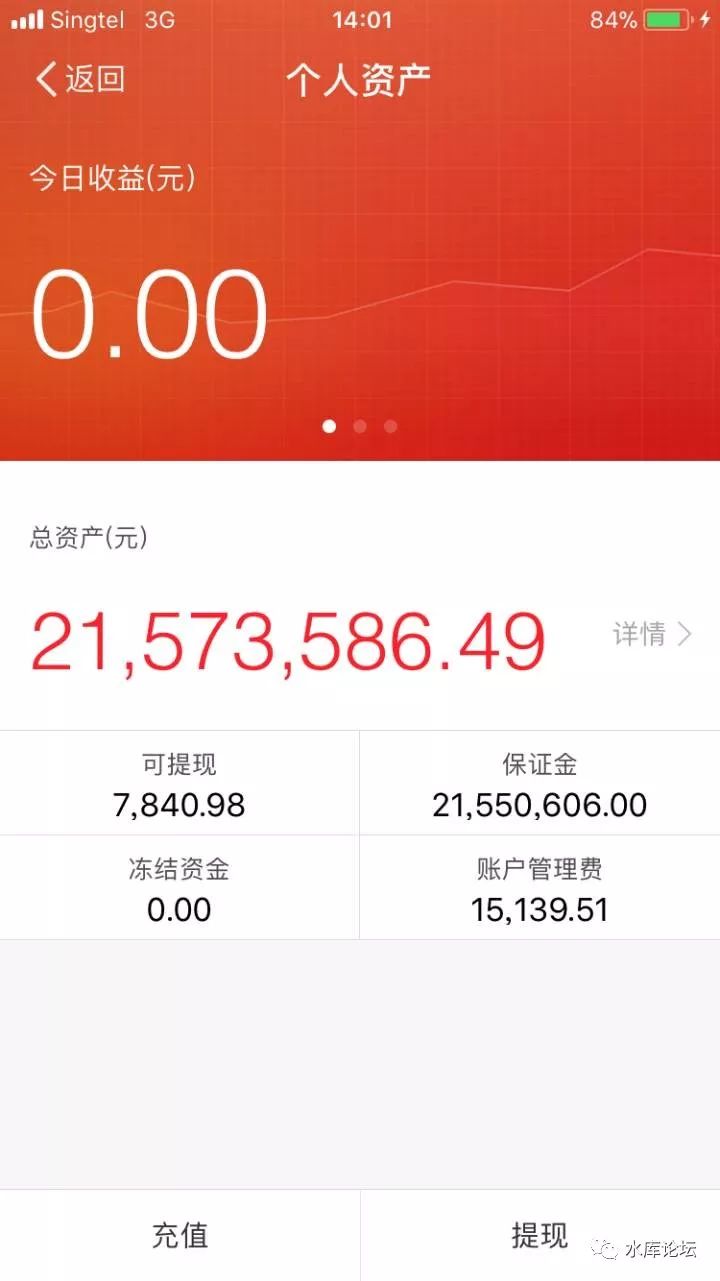 Singtel 3G 14:01 84%
返回 个人资产
今日收益(元)
0.00
总资产(元)
21,573,586.49 详情
可提现 保证金
7,840.98 21,550,606.00
冻结资金 账户管理费
0.00 15,139.51
充值 提现
水库论坛